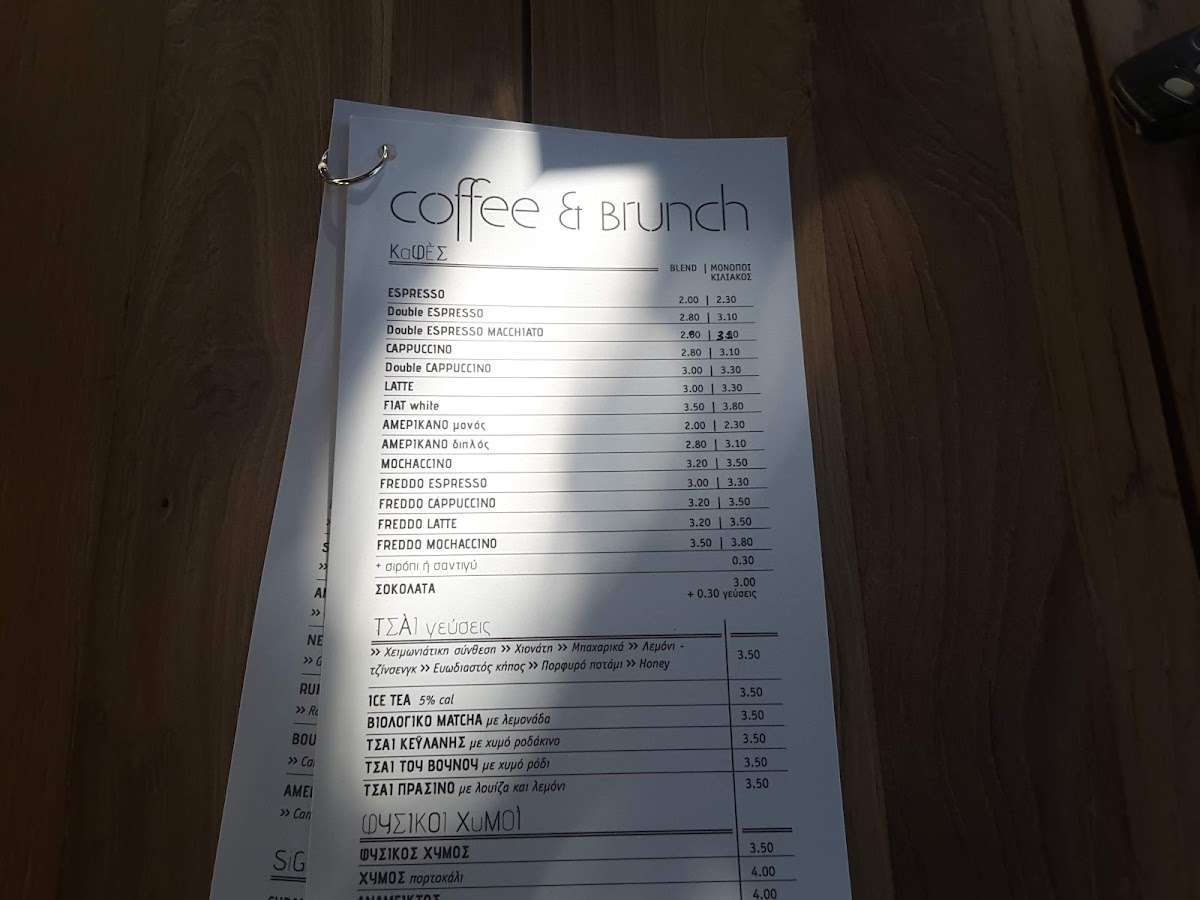 coffee & Brunch
ΚαΦὲΣ
BLEND | ΜΟΝΟΠΟΙ
ΚΙΛΙΑΚΟΣ
ESPRESSO 2.00 | 2.30
Double ESPRESSO 2.80 | 3.10
Double ESPRESSO MACCHIATO
CAPPUCCINO 2.80 | 3.10
Double CAPPUCCINO 3.00 | 3.30
LATTE 3.00 | 3.30
FlAT white 3.50 | 3.80
ΑΜΕΡΙΚΑΝΟ μονός 2.00 | 2.30
ΑΜΕΡΙΚΑΝΟ διπλός 2.80 | 3.10
MOCHACCINO 3.20 | 3.50
FREDDO ESPRESSO 3.00 | 3.30
FREDDO CAPPUCCINO 3.20 | 3.50
FREDDO LATTE 3.20 | 3.50
FREDDO MOCHACCINO 3.50 | 3.80
+ σιρόπι ή σαντιγύ 0.30
ΣΟΚΟΛΑΤΑ 3.00
+ 0.30 γεύσεις
ΤΣὰΙ γεύσεις
>> Χειμωνιάτικη σύνθεση >> Χιονάτη >> Μπαχαρικά >> Λεμόνι -
τζίνσενγκ >> Ευωδιαστός κήπος >> Πορφυρό ποτάμι >> Honey 3.50
ICE TEA 5% cal 3.50
ΒΙΟΛΟΓΙΚΟ MATCHA με λεμονάδα 3.50
ΤΣΑΙ ΚΕΫΛΑΝΗΣ με χυμό ροδάκινο 3.50
ΤΣΑΙ ΤΟΥ ΒΟΥΝΟΥ με χυμό ρόδι 3.50
ΤΣΑΙ ΠΡΑΣΙΝΟ με λουίζα και λεμόνι 3.50
ΦΥΣΙΚΟΙ ΧυΜΟὶ
ΦΥΣΙΚΟΣ ΧΥΜΟΣ 3.50
ΧΥΜΟΣ πορτοκάλι 4.00
ΑΝΑΜΕΙΚΤΟΣ 4.00